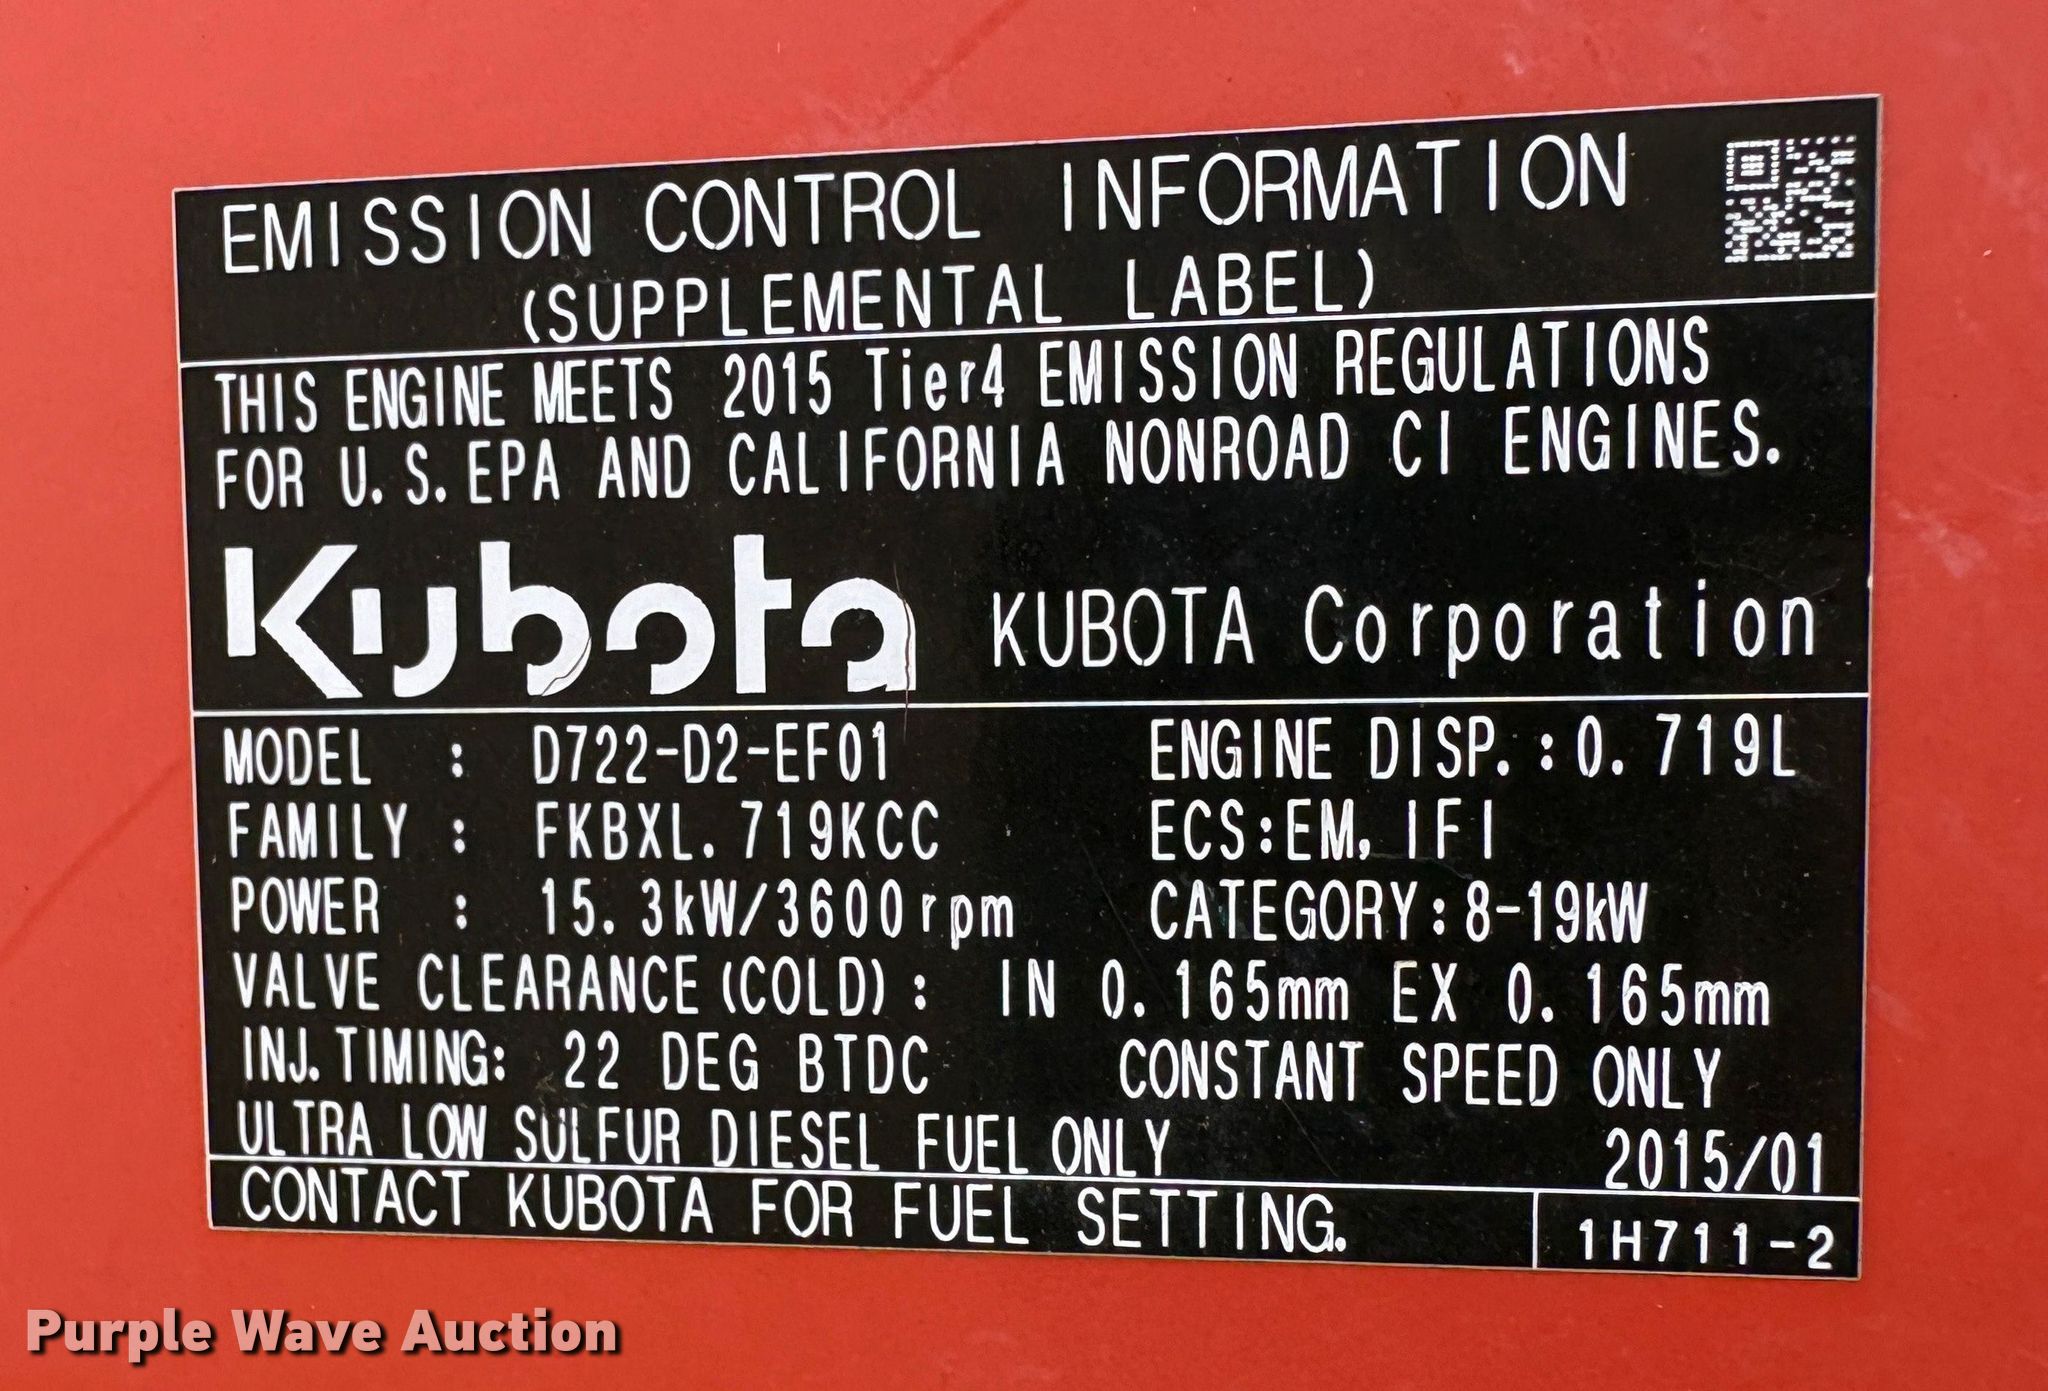 EMISSION CONTROL INFORMATION
(SUPPLEMENTAL LABEL)
THIS ENGINE MEETS 2015 Tier4 EMISSION REGULATIONS
FOR U.S.EPA AND CALIFORNIA NONROAD CI ENGINES.
Kubota KUBOTA Corporation
MODEL : D722-D2-EF01 ENGINE DISP.:0.719L
FAMILY : FKBXL.719KCC ECS:EM, IFI
POWER : 15.3kW/3600rpm CATEGORY:8-19kW
VALVE CLEARANCE(COLD): IN 0.165mm EX 0.165mm
INJ.TIMING: 22 DEG BTDC CONSTANT SPEED ONLY
ULTRA LOW SULFUR DIESEL FUEL ONLY 2015/01
CONTACT KUBOTA FOR FUEL SETTING. 1H711-2
Purple Wave Auction